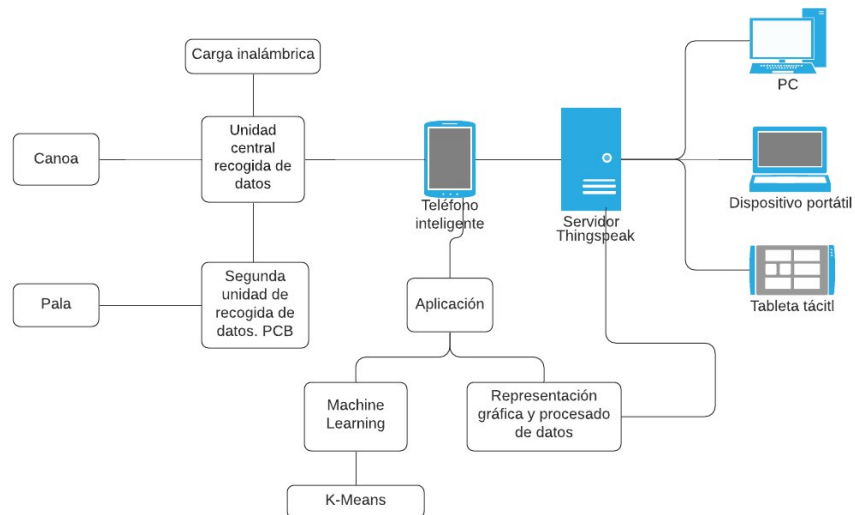 Carga inalámbrica
Canoa
Unidad
central
recogida de
datos
Teléfono
inteligente
Servidor
Thingspeak
PC
Dispositivo portátil
Tableta tácitl
Pala
Segunda
unidad de
recogida de
datos. PCB
Aplicación
Machine
Learning
Representación
gráfica y procesado
de datos
K-Means